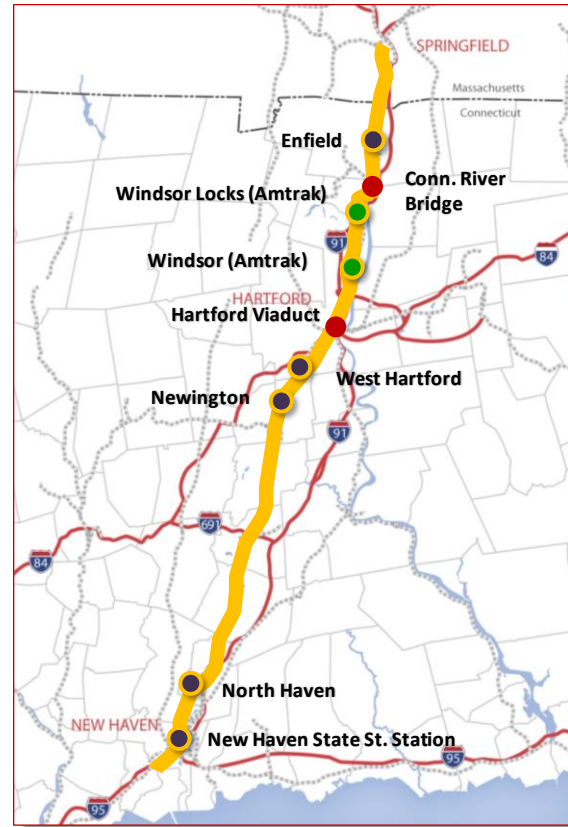 SPRINGFIELD
Massachusetts
Connecticut
Enfield
Conn. River
Bridge
Windsor Locks (Amtrak)
91
Windsor (Amtrak)
84
HARTFORD
Hartford Viaduct
West Hartford
Newington
91
691
84
North Haven
NEW HAVEN
New Haven State St. Station
95
95